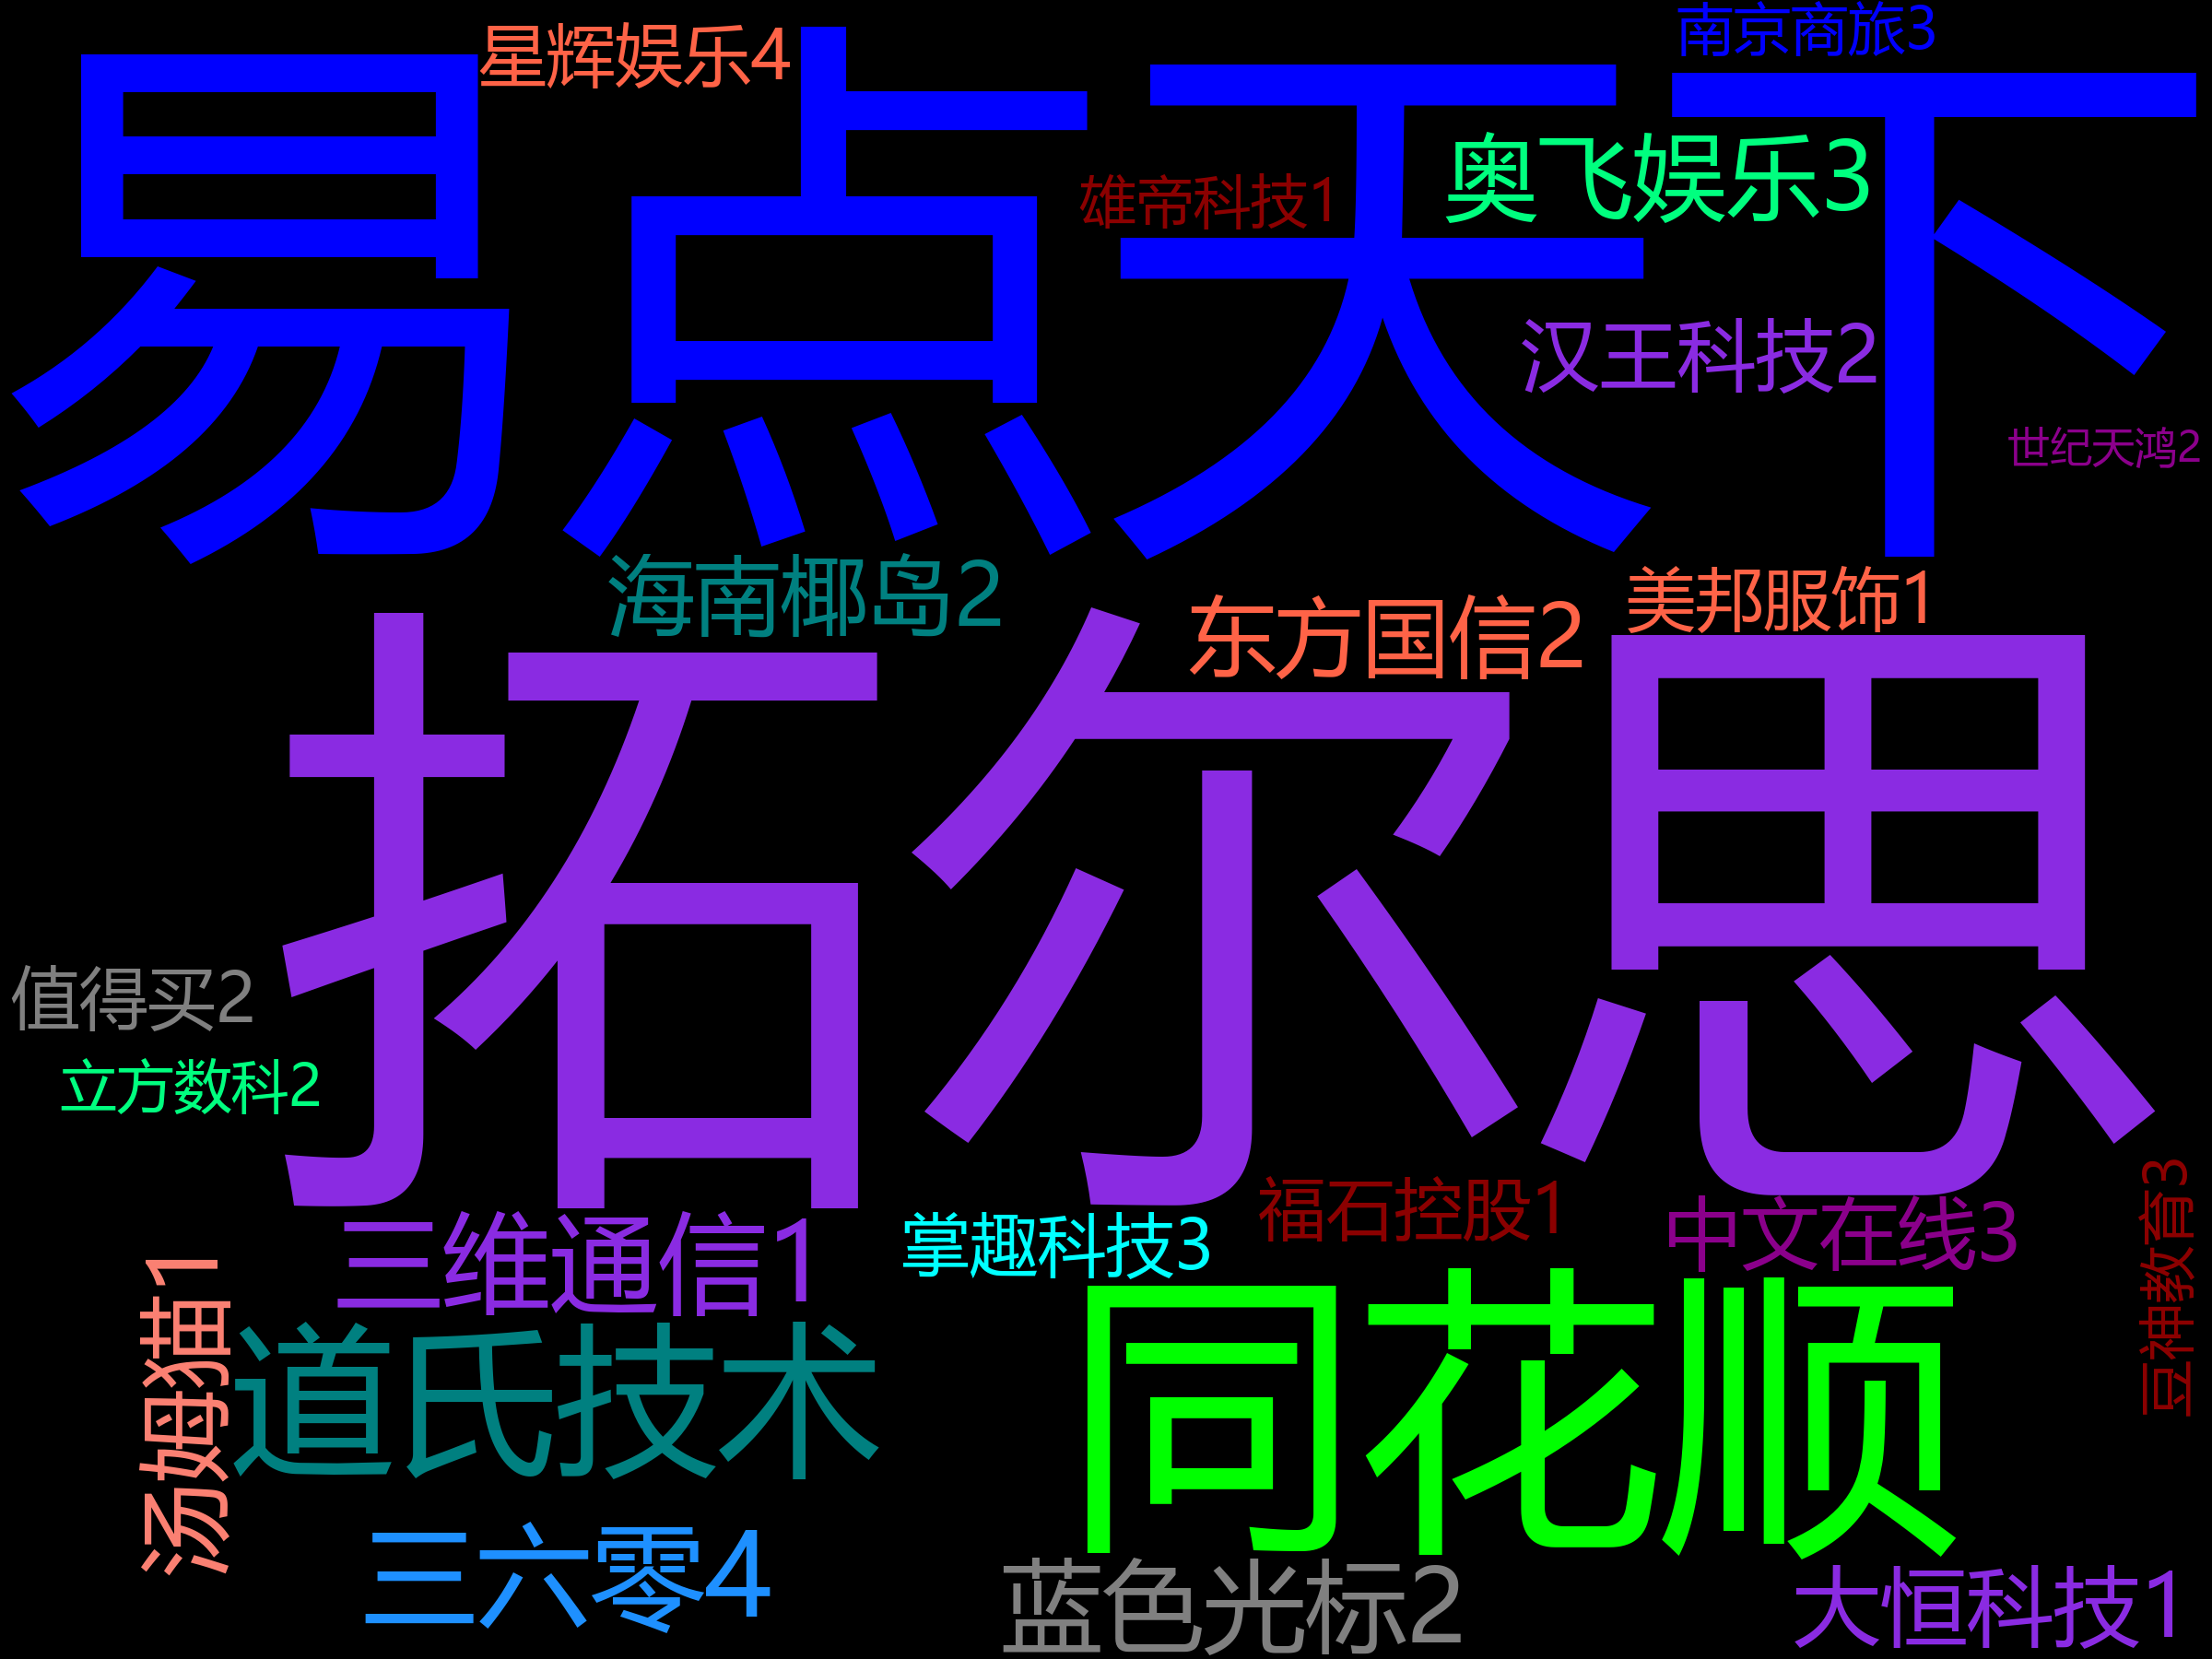 星辉娱乐4
南京商旅3
易点天下
雄帝科技1
奥飞娱乐3
汉王科技2
世纪天鸿2
海南椰岛2
东方国信2
美邦服饰1
拓尔思
值得买2
立方数科2
三维通信1
掌趣科技3
福石控股1
中文在线3
豆神教育3
汤姆猫1
道氏技术
同花顺
三六零4
蓝色光标2
大恒科技1